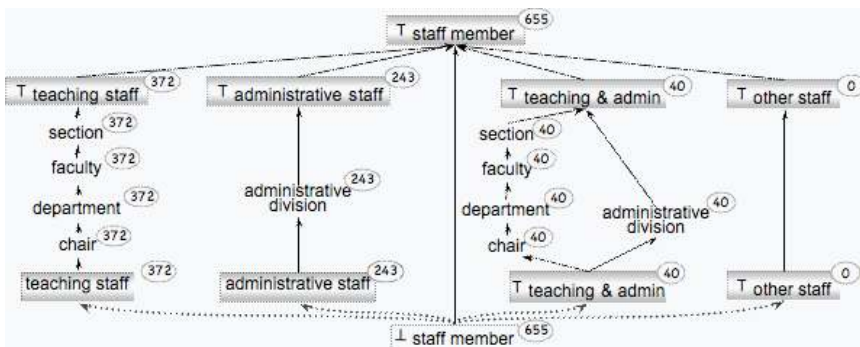 ⊤ staff member 655
⊤ teaching staff 372
⊤ administrative staff 243
⊤ teaching & admin 40
⊤ other staff 0
section 372
faculty 372
department 372
chair 372
administrative 243
division
section 40
faculty 40
department 40
chair 40
administrative 40
division
teaching staff 372
administrative staff 243
⊤ teaching & admin 40
⊤ other staff 0
⊥ staff member 655